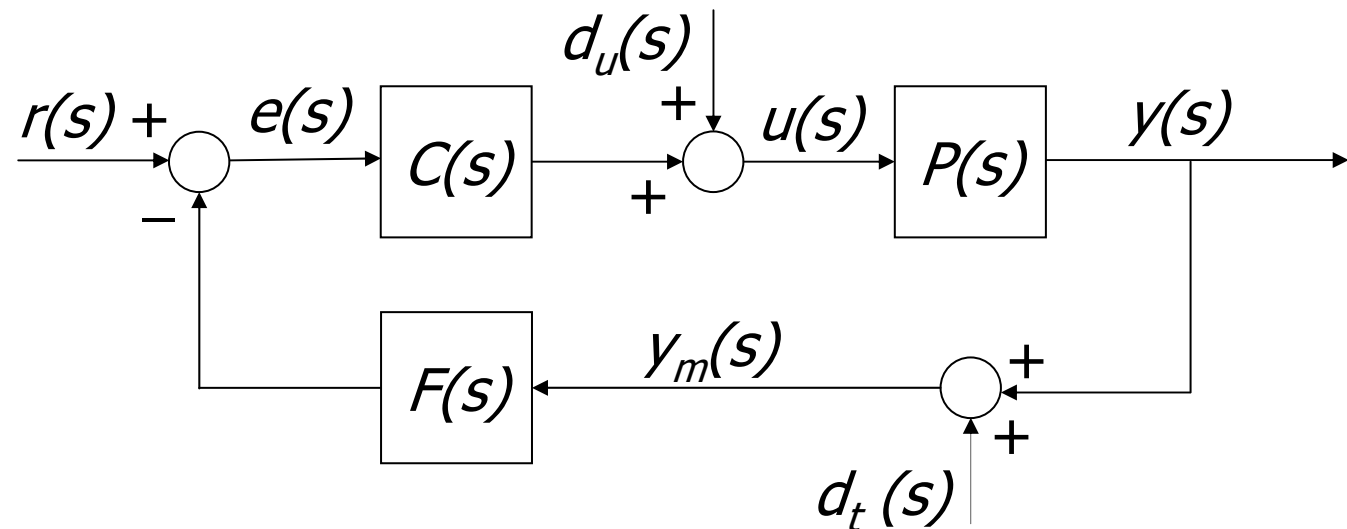 d_u(s)
r(s) + e(s) + u(s) y(s)
C(s) P(s)
− +
y_m(s) +
F(s)
+
d_t (s)